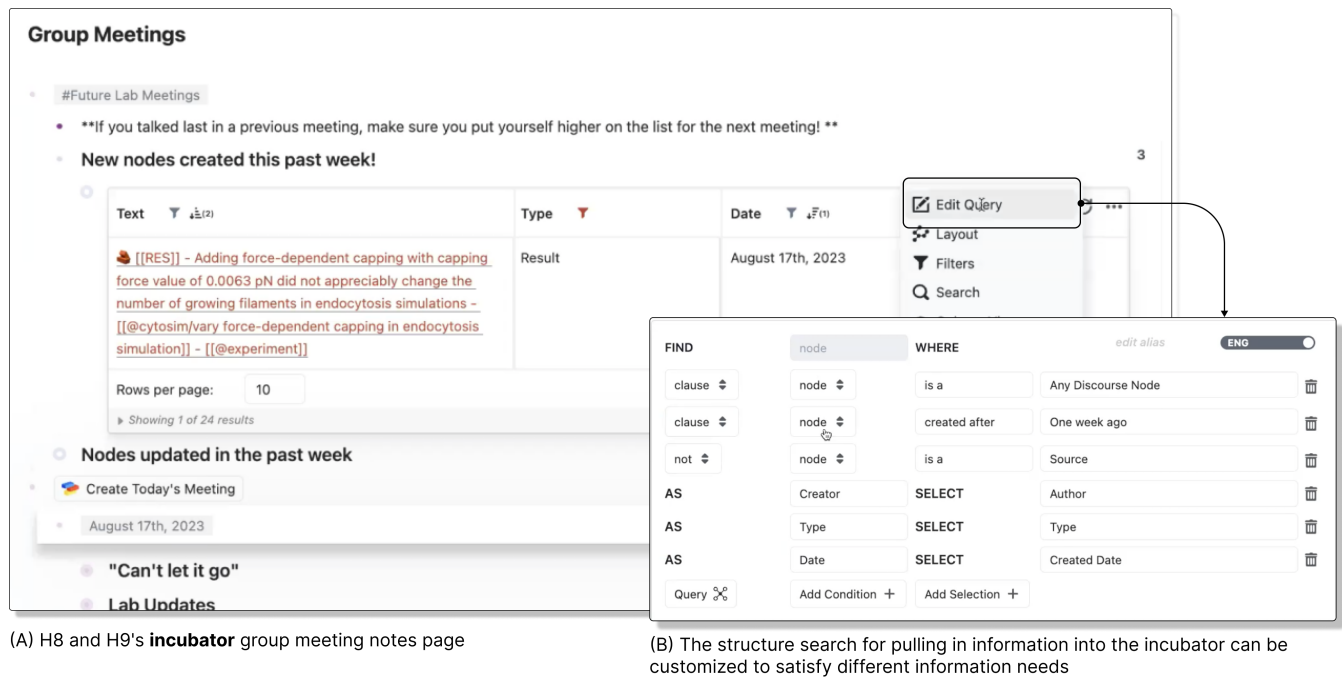 Group Meetings
#Future Lab Meetings
**If you talked last in a previous meeting, make sure you put yourself higher on the list for the next meeting! **
New nodes created this past week!
3
Text (2) Type Date (1)
[[RES]] - Adding force-dependent capping with capping
force value of 0.0063 pN did not appreciably change the
number of growing filaments in endocytosis simulations -
[[@cytosim/vary force-dependent capping in endocytosis
simulation]] - [[@experiment]]
Result
August 17th, 2023
Edit Query
Layout
Filters
Search
Rows per page: 10
Showing 1 of 24 results
Nodes updated in the past week
Create Today's Meeting
August 17th, 2023
"Can't let it go"
Lab Updates
FIND node WHERE edit alias ENG
clause node is a Any Discourse Node
clause node created after One week ago
not node is a Source
AS Creator SELECT Author
AS Type SELECT Type
AS Date SELECT Created Date
Query Add Condition + Add Selection +
(A) H8 and H9's incubator group meeting notes page
(B) The structure search for pulling in information into the incubator can be
customized to satisfy different information needs